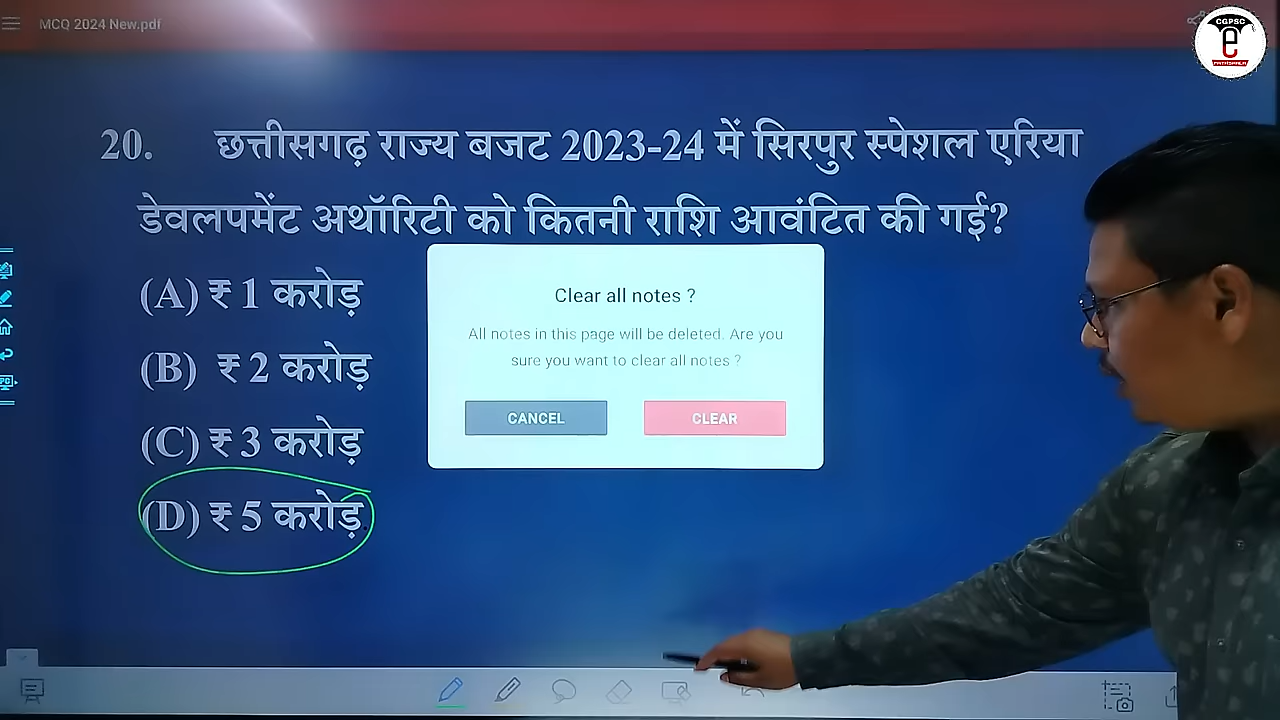 MCQ 2024 New.pdf
CGPSC
e
20. छत्तीसगढ़ राज्य बजट 2023-24 में सिरपुर स्पेशल एरिया
डेवलपमेंट अथॉरिटी को कितनी राशि आवंटित की गई?
(A) ₹ 1 करोड़
(B) ₹ 2 करोड़
(C) ₹ 3 करोड़
(D) ₹ 5 करोड़
Clear all notes ?
All notes in this page will be deleted. Are you
sure you want to clear all notes ?
CANCEL
CLEAR